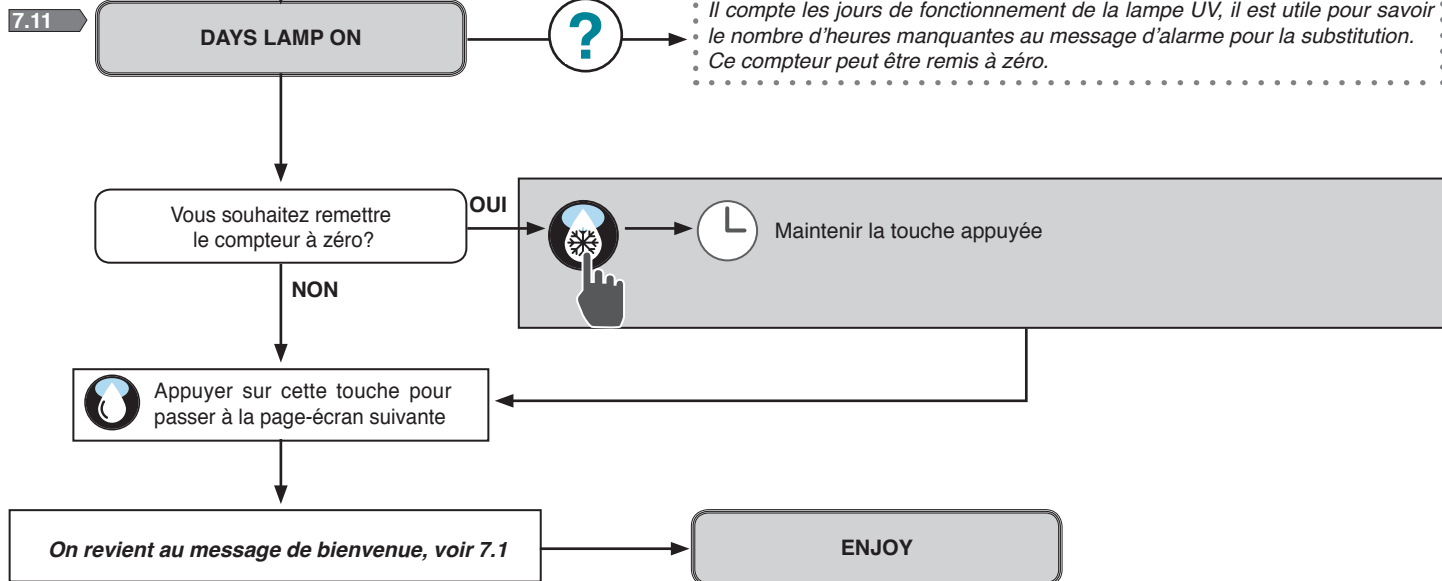 7.11
DAYS LAMP ON
?
Il compte les jours de fonctionnement de la lampe UV, il est utile pour savoir
le nombre d’heures manquantes au message d’alarme pour la substitution.
Ce compteur peut être remis à zéro.
Vous souhaitez remettre
le compteur à zéro?
OUI
Maintenir la touche appuyée
NON
Appuyer sur cette touche pour
passer à la page-écran suivante
On revient au message de bienvenue, voir 7.1
ENJOY